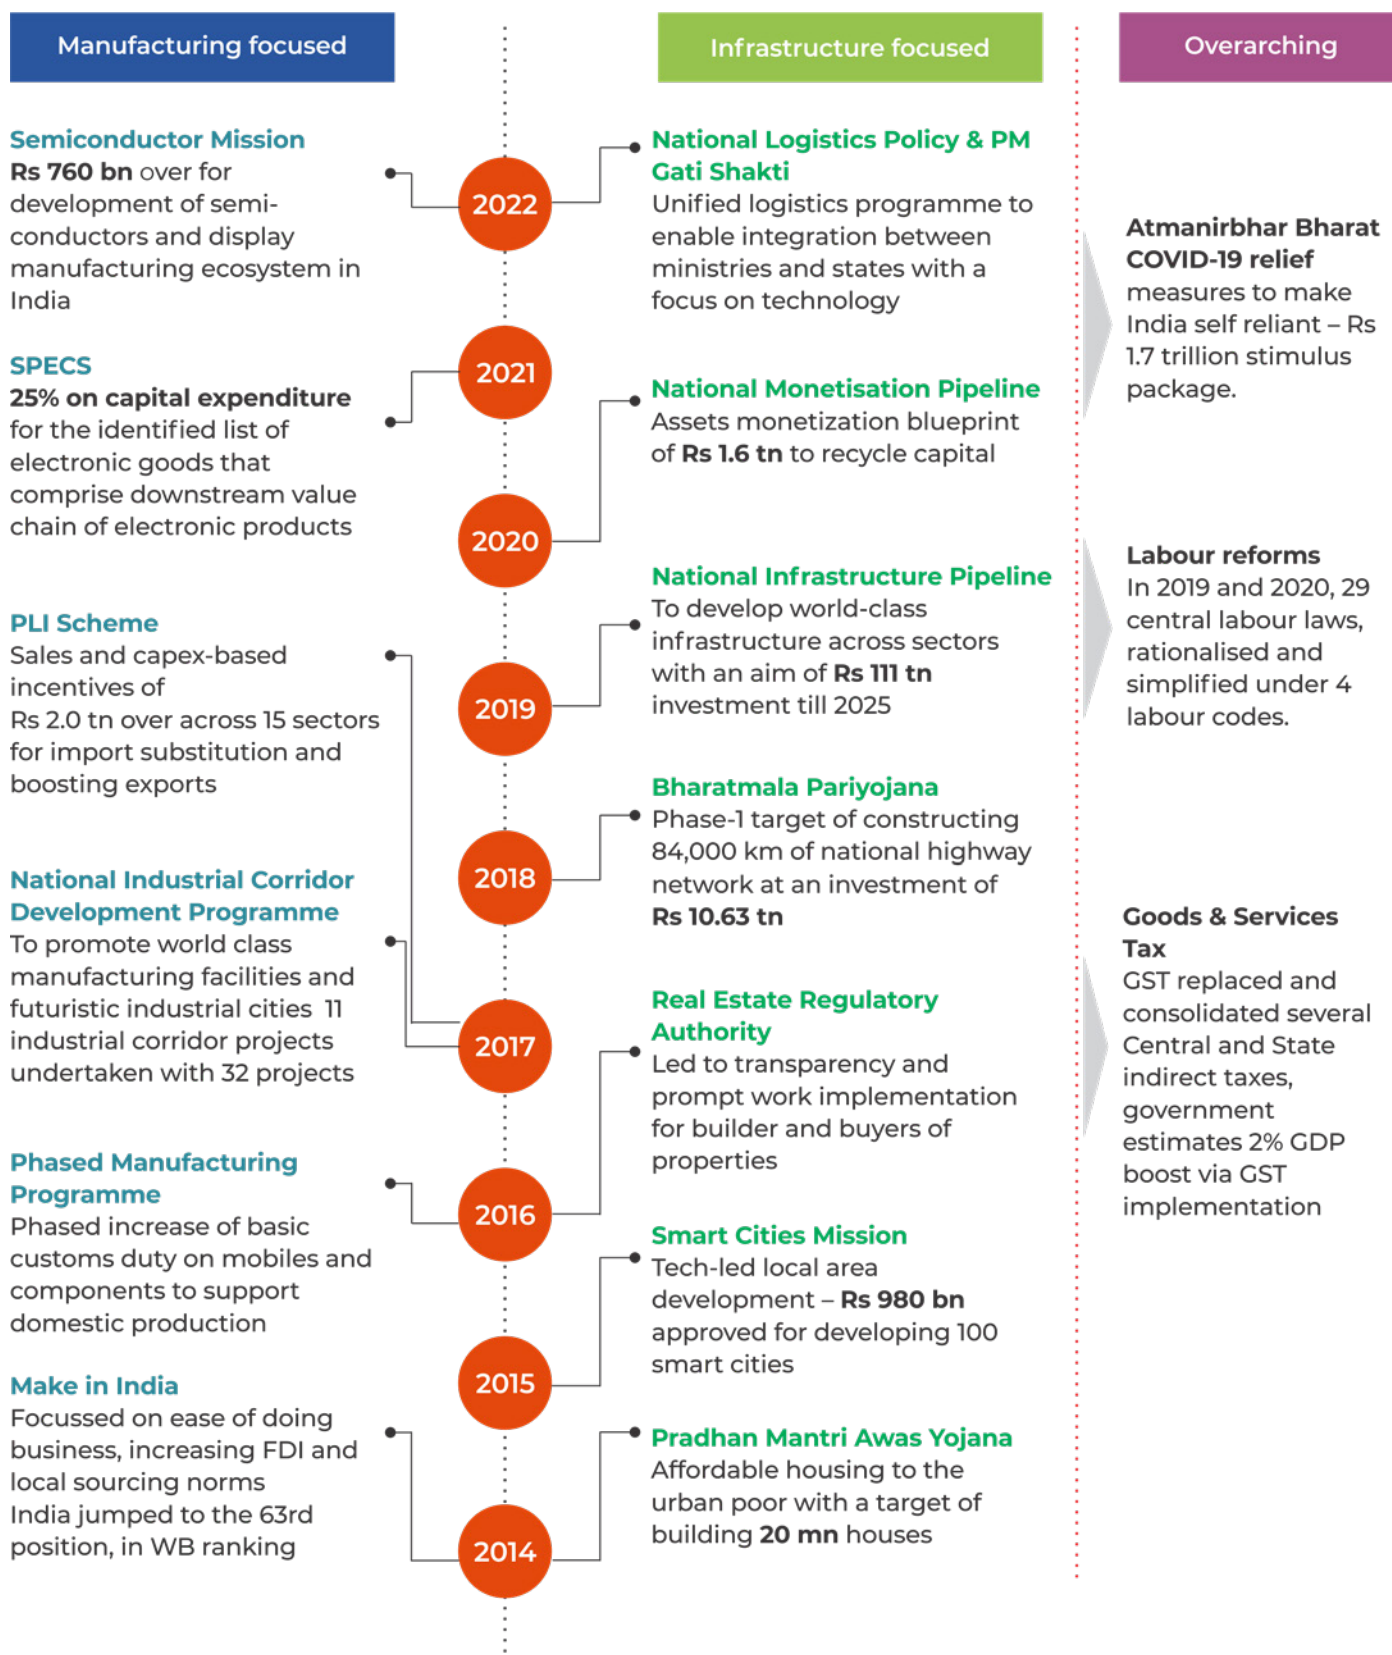 Manufacturing focused
Semiconductor Mission
Rs 760 bn over for
development of semi-
conductors and display
manufacturing ecosystem in
India
SPECS
25% on capital expenditure
for the identified list of
electronic goods that
comprise downstream value
chain of electronic products
PLI Scheme
Sales and capex-based
incentives of
Rs 2.0 tn over across 15 sectors
for import substitution and
boosting exports
National Industrial Corridor
Development Programme
To promote world class
manufacturing facilities and
futuristic industrial cities 11
industrial corridor projects
undertaken with 32 projects
Phased Manufacturing
Programme
Phased increase of basic
customs duty on mobiles and
components to support
domestic production
Make in India
Focussed on ease of doing
business, increasing FDI and
local sourcing norms
India jumped to the 63rd
position, in WB ranking
2022
2021
2020
2019
2018
2017
2016
2015
2014
Infrastructure focused
National Logistics Policy & PM
Gati Shakti
Unified logistics programme to
enable integration between
ministries and states with a
focus on technology
National Monetisation Pipeline
Assets monetization blueprint
of Rs 1.6 tn to recycle capital
National Infrastructure Pipeline
To develop world-class
infrastructure across sectors
with an aim of Rs 111 tn
investment till 2025
Bharatmala Pariyojana
Phase-1 target of constructing
84,000 km of national highway
network at an investment of
Rs 10.63 tn
Real Estate Regulatory
Authority
Led to transparency and
prompt work implementation
for builder and buyers of
properties
Smart Cities Mission
Tech-led local area
development – Rs 980 bn
approved for developing 100
smart cities
Pradhan Mantri Awas Yojana
Affordable housing to the
urban poor with a target of
building 20 mn houses
Overarching
Atmanirbhar Bharat
COVID-19 relief
measures to make
India self reliant – Rs
1.7 trillion stimulus
package.
Labour reforms
In 2019 and 2020, 29
central labour laws,
rationalised and
simplified under 4
labour codes.
Goods & Services
Tax
GST replaced and
consolidated several
Central and State
indirect taxes,
government
estimates 2% GDP
boost via GST
implementation